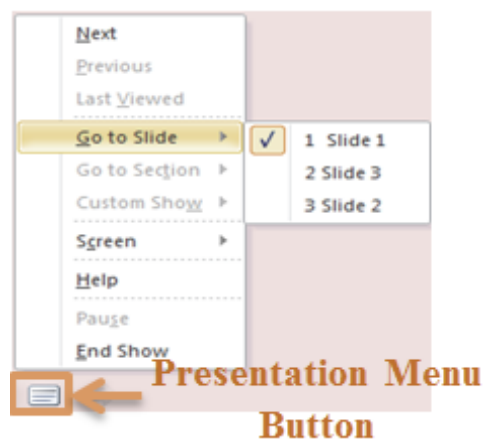 Next
Previous
Last Viewed
Go to Slide
Go to Section
Custom Show
Screen
Help
Pause
End Show
1 Slide 1
2 Slide 3
3 Slide 2
Presentation Menu
Button